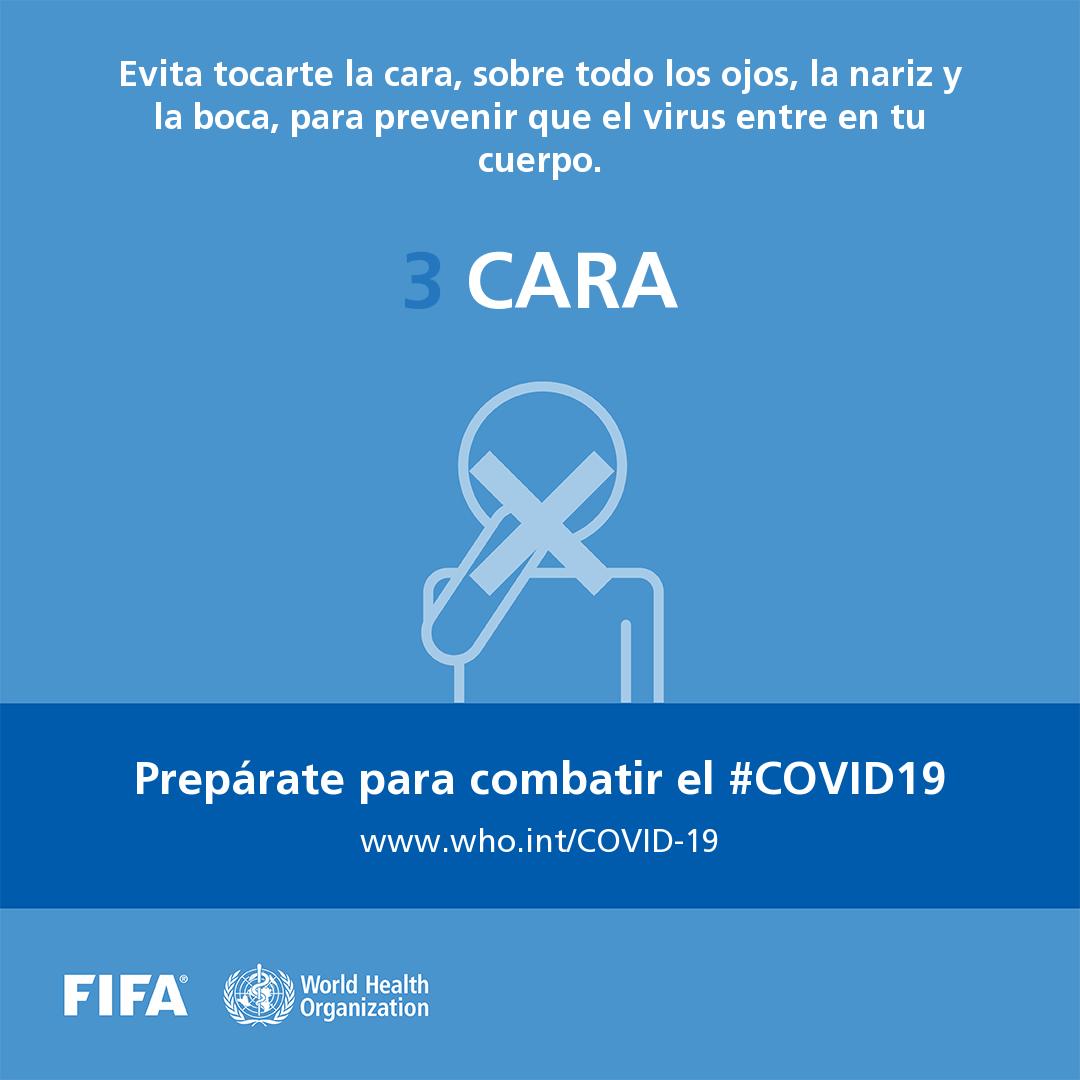 Evita tocarte la cara, sobre todo los ojos, la nariz y
la boca, para prevenir que el virus entre en tu
cuerpo.
3 CARA
Prepárate para combatir el #COVID19
www.who.int/COVID-19
FIFA®
World Health
Organization